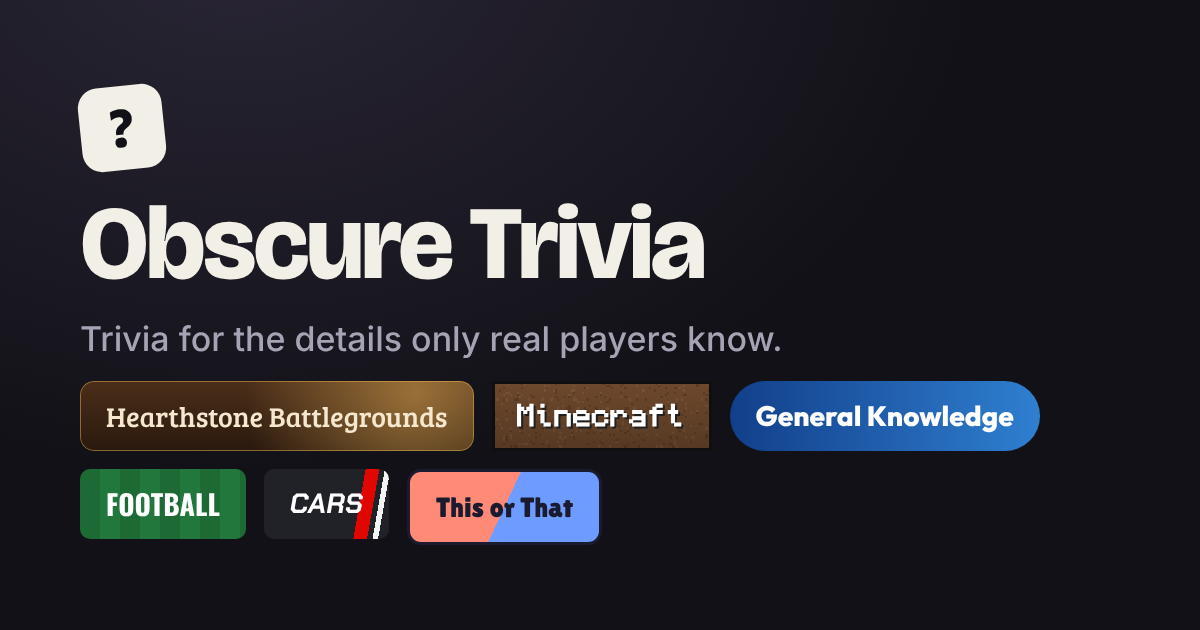 ?
Obscure Trivia
Trivia for the details only real players know.
Hearthstone Battlegrounds
Minecraft
General Knowledge
FOOTBALL
CARS
This or That